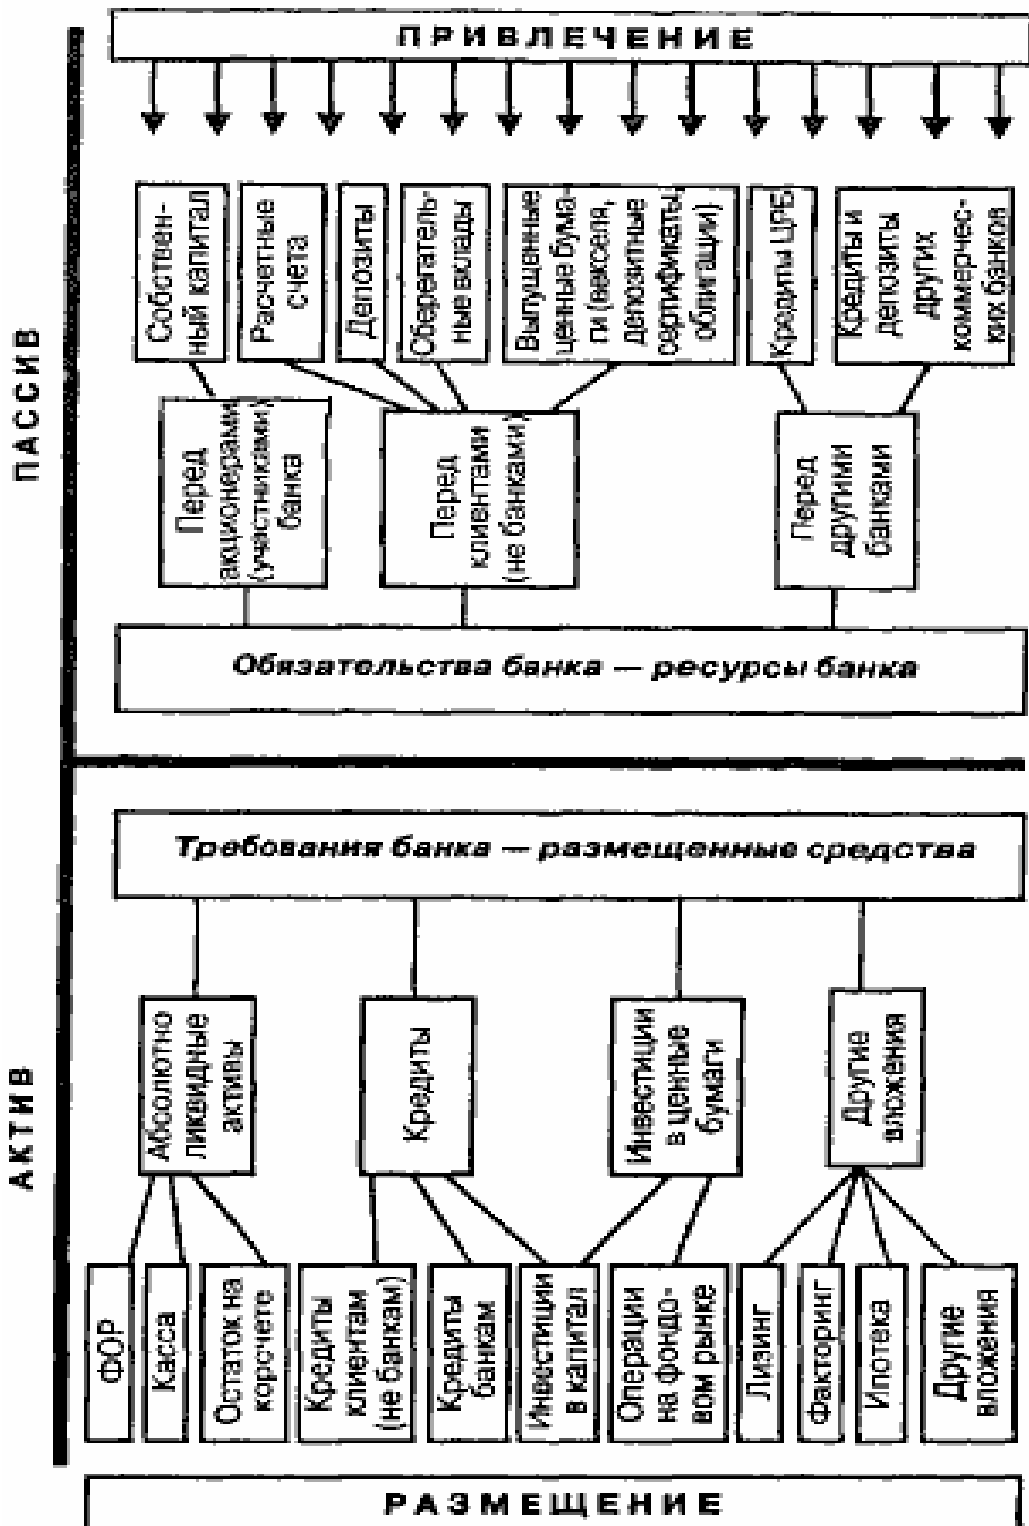 ПРИВЛЕЧЕНИЕ
ПАССИВ
Собствен-
ный капитал
Расчетные
счета
Депозиты
Сберегатель-
ные вклады
Выпущенные
ценные бума-
ги (векселя,
депозитные
сертификаты,
облигации)
Кредиты ЦРБ
Кредиты и
депозиты
других
коммерчес-
ких банков
Перед
акционерами
(участниками)
банка
Перед
клиентами
(не банками)
Перед
другими
банками
Обязательства банка — ресурсы банка
Требования банка — размещенные средства
АКТИВ
Абсолютно
ликвидные
активы
Кредиты
Инвестиции
в ценные
бумаги
Другие
вложения
ФОР
Касса
Остаток на
корсчете
Кредиты
клиентам
(не банкам)
Кредиты
банкам
Инвестиции
в капитал
Операции
на фондо-
вом рынке
Лизинг
Факторинг
Ипотека
Другие
вложения
РАЗМЕЩЕНИЕ